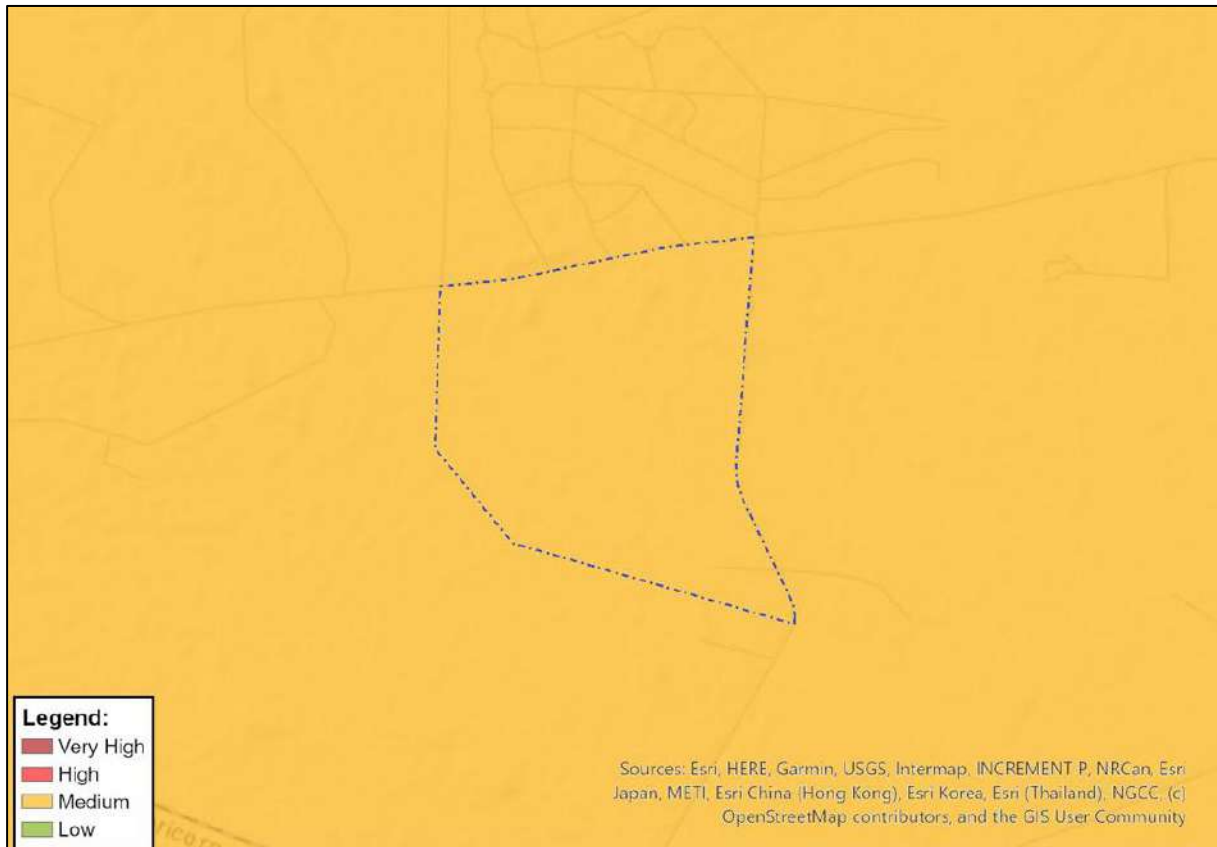 Legend:
Very High
High
Medium
Low
Sources: Esri, HERE, Garmin, USGS, Intermap, INCREMENT P, NRCan, Esri
Japan, METI, Esri China (Hong Kong), Esri Korea, Esri (Thailand), NGCC, (c)
OpenStreetMap contributors, and the GIS User Community